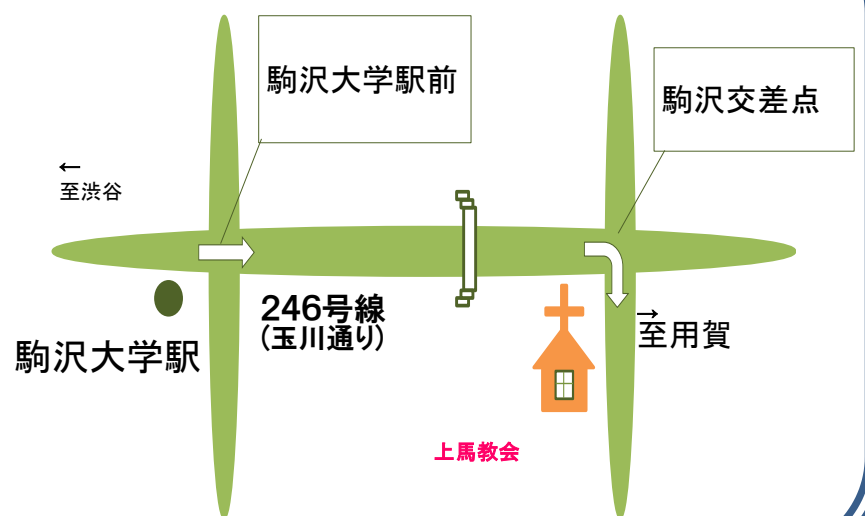 駒沢大学駅前
駒沢交差点
←
至渋谷
246号線
(玉川通り)
→
至用賀
駒沢大学駅
上馬教会